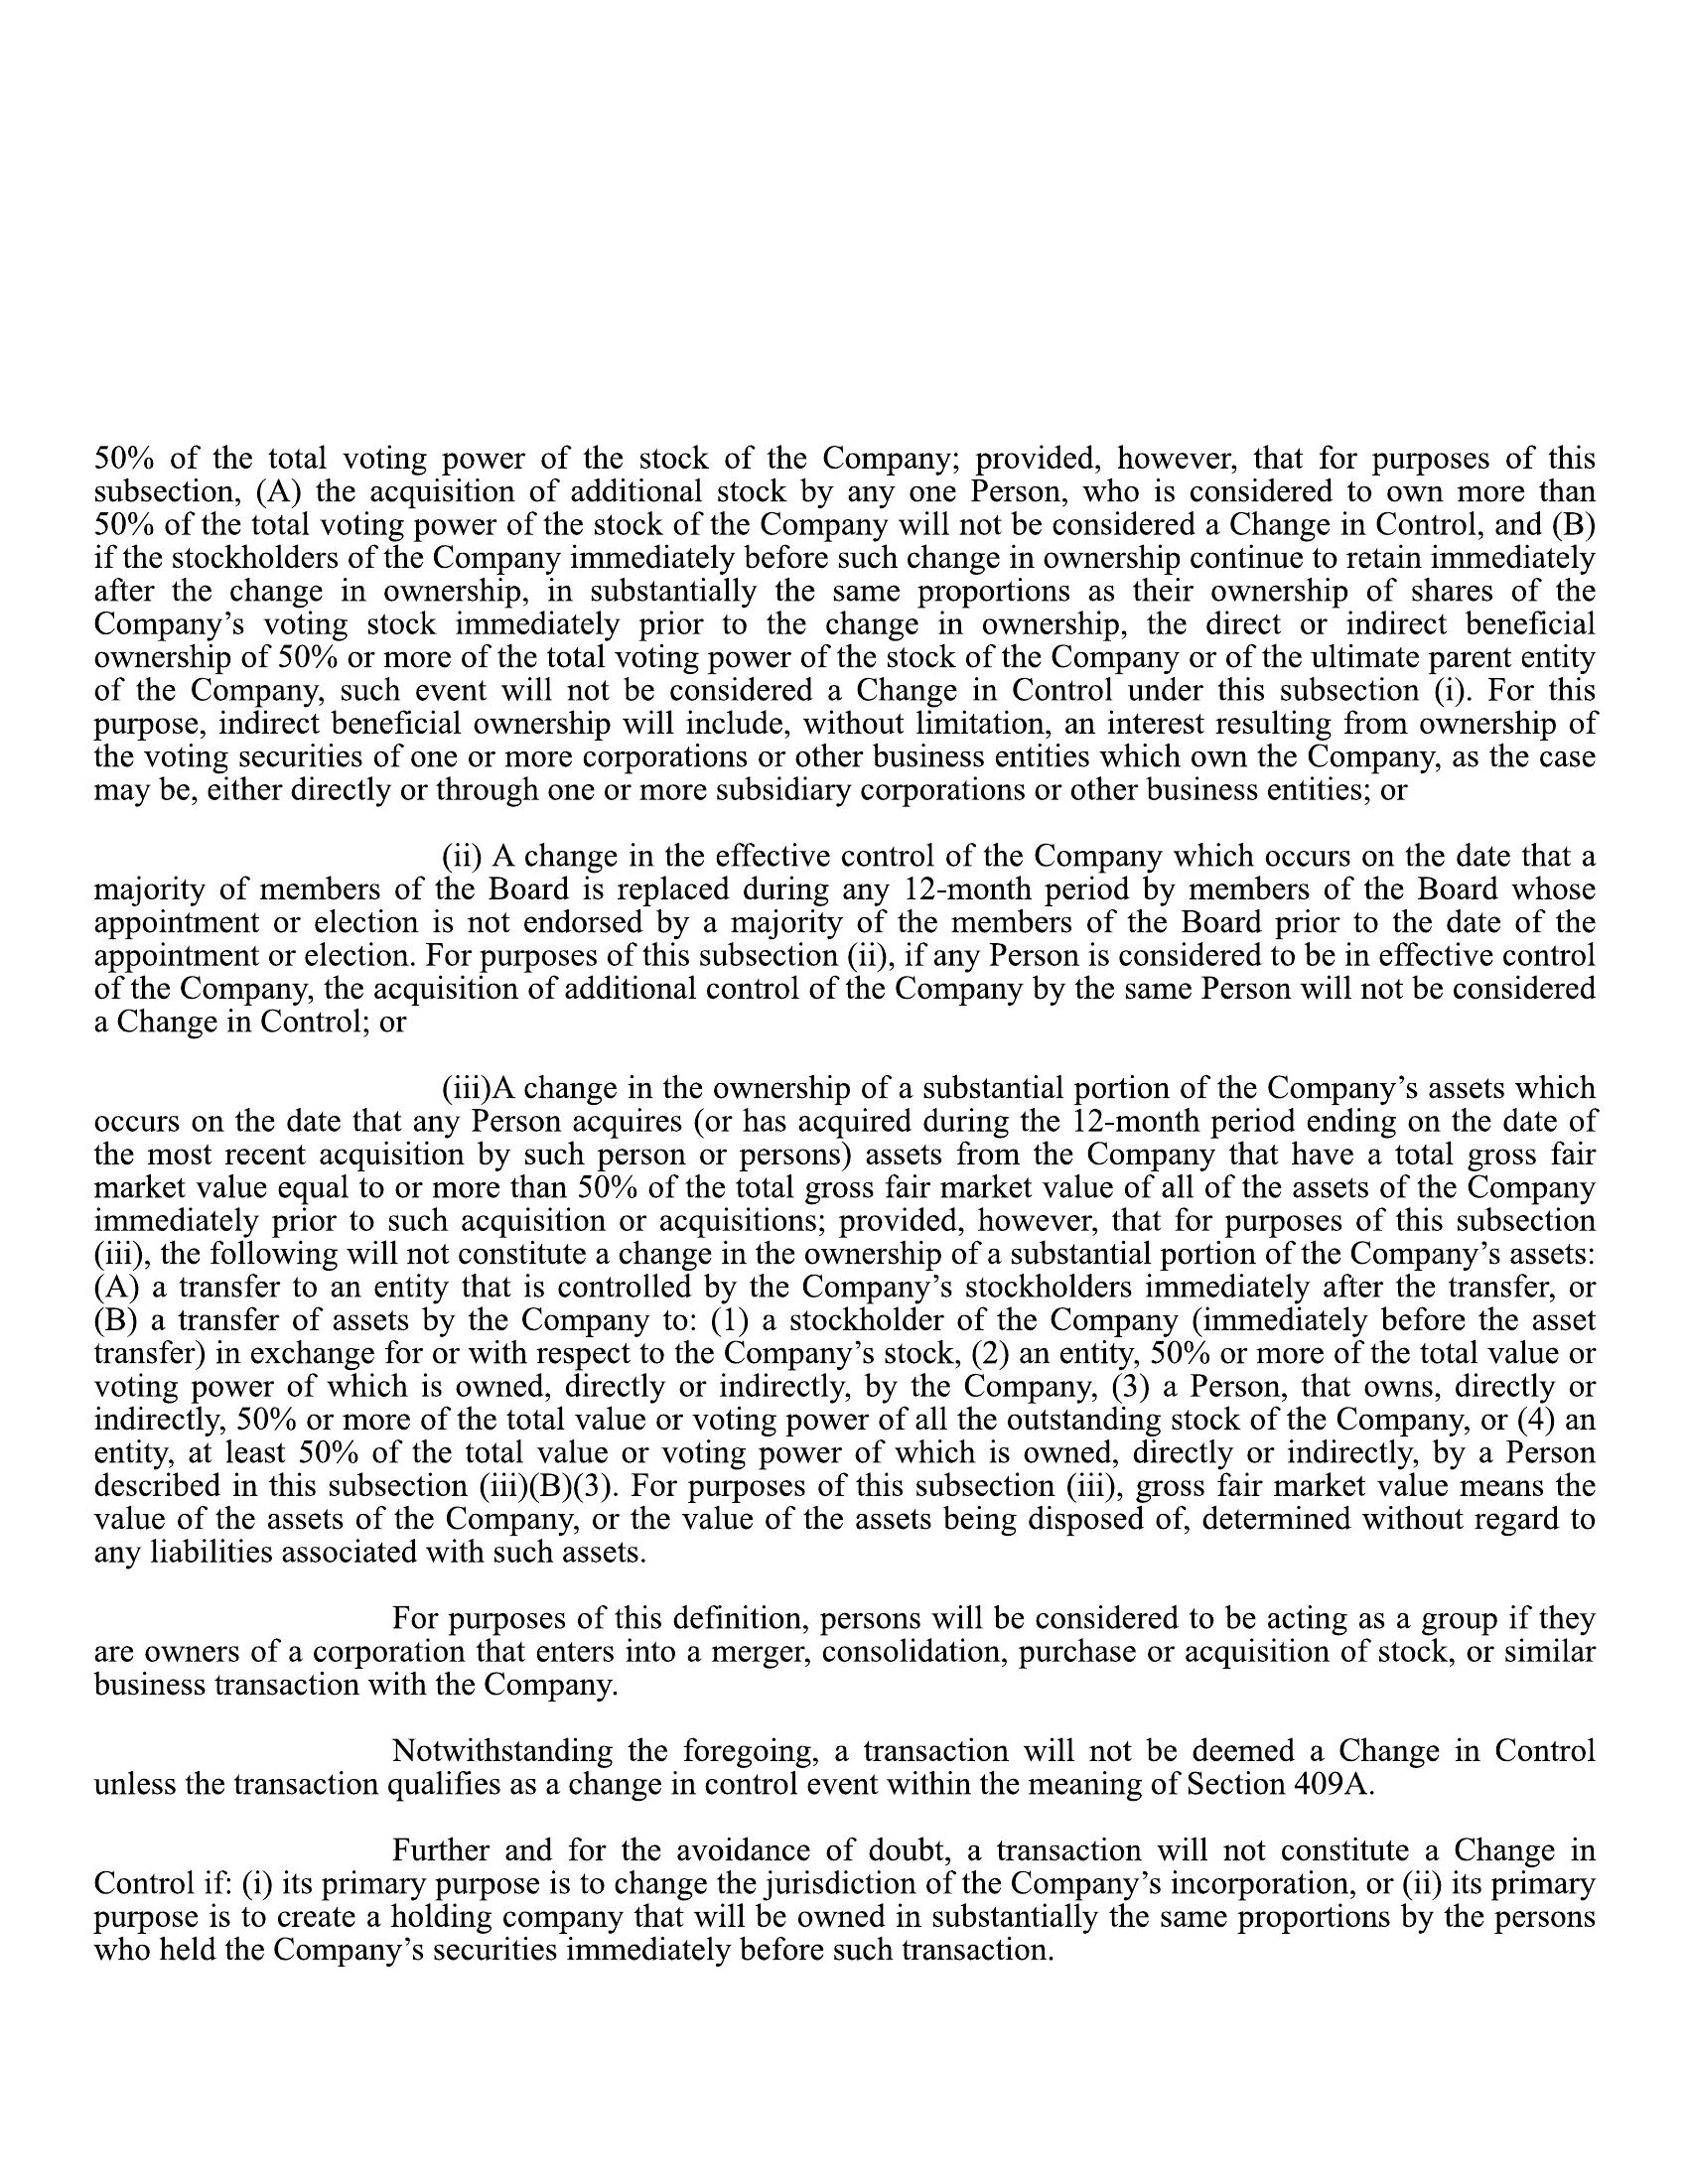 50% of the total voting power of the stock of the Company; provided, however, that for purposes of this
subsection, (A) the acquisition of additional stock by any one Person, who is considered to own more than
50% of the total voting power of the stock of the Company will not be considered a Change in Control, and (B)
if the stockholders of the Company immediately before such change in ownership continue to retain immediately
after the change in ownership, in substantially the same proportions as their ownership of shares of the
Company’s voting stock immediately prior to the change in ownership, the direct or indirect beneficial
ownership of 50% or more of the total voting power of the stock of the Company or of the ultimate parent entity
of the Company, such event will not be considered a Change in Control under this subsection (i). For this
purpose, indirect beneficial ownership will include, without limitation, an interest resulting from ownership of
the voting securities of one or more corporations or other business entities which own the Company, as the case
may be, either directly or through one or more subsidiary corporations or other business entities; or
(ii) A change in the effective control of the Company which occurs on the date that a
majority of members of the Board is replaced during any 12-month period by members of the Board whose
appointment or election is not endorsed by a majority of the members of the Board prior to the date of the
appointment or election. For purposes of this subsection (ii), if any Person is considered to be in effective control
of the Company, the acquisition of additional control of the Company by the same Person will not be considered
a Change in Control; or
(iii)A change in the ownership of a substantial portion of the Company’s assets which
occurs on the date that any Person acquires (or has acquired during the 12-month period ending on the date of
the most recent acquisition by such person or persons) assets from the Company that have a total gross fair
market value equal to or more than 50% of the total gross fair market value of all of the assets of the Company
immediately prior to such acquisition or acquisitions; provided, however, that for purposes of this subsection
(iii), the following will not constitute a change in the ownership of a substantial portion of the Company’s assets:
(A) a transfer to an entity that is controlled by the Company’s stockholders immediately after the transfer, or
(B) a transfer of assets by the Company to: (1) a stockholder of the Company (immediately before the asset
transfer) in exchange for or with respect to the Company’s stock, (2) an entity, 50% or more of the total value or
voting power of which is owned, directly or indirectly, by the Company, (3) a Person, that owns, directly or
indirectly, 50% or more of the total value or voting power of all the outstanding stock of the Company, or (4) an
entity, at least 50% of the total value or voting power of which is owned, directly or indirectly, by a Person
described in this subsection (iii)(B)(3). For purposes of this subsection (iii), gross fair market value means the
value of the assets of the Company, or the value of the assets being disposed of, determined without regard to
any liabilities associated with such assets.
For purposes of this definition, persons will be considered to be acting as a group if they
are owners of a corporation that enters into a merger, consolidation, purchase or acquisition of stock, or similar
business transaction with the Company.
Notwithstanding the foregoing, a transaction will not be deemed a Change in Control
unless the transaction qualifies as a change in control event within the meaning of Section 409A.
Further and for the avoidance of doubt, a transaction will not constitute a Change in
Control if: (i) its primary purpose is to change the jurisdiction of the Company’s incorporation, or (ii) its primary
purpose is to create a holding company that will be owned in substantially the same proportions by the persons
who held the Company’s securities immediately before such transaction.